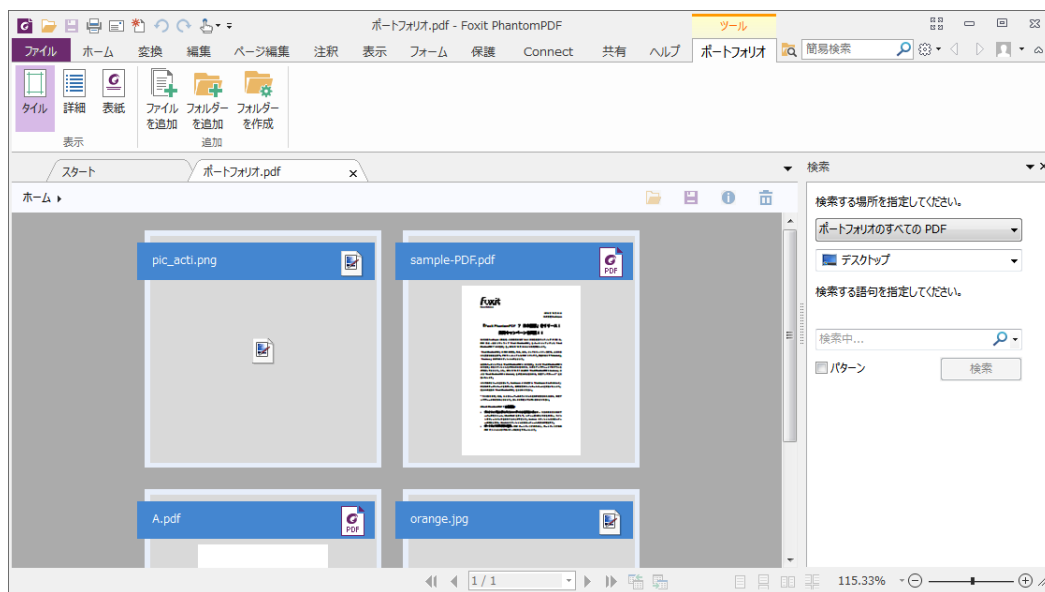 ポートフォリオ.pdf - Foxit PhantomPDF
ツール
ファイル ホーム 変換 編集 ページ編集 注釈 表示 フォーム 保護 Connect 共有 ヘルプ ポートフォリオ 簡易検索
タイル 詳細 表紙 ファイルを追加 フォルダーを追加 フォルダーを作成
表示 追加
スタート ポートフォリオ.pdf 検索
ホーム
検索する場所を指定してください。
ポートフォリオのすべての PDF
デスクトップ
検索する語句を指定してください。
検索中...
パターン 検索
pic_acti.png sample-PDF.pdf
PDF
Foxit
A.pdf orange.jpg
PDF
1 / 1 115.33%